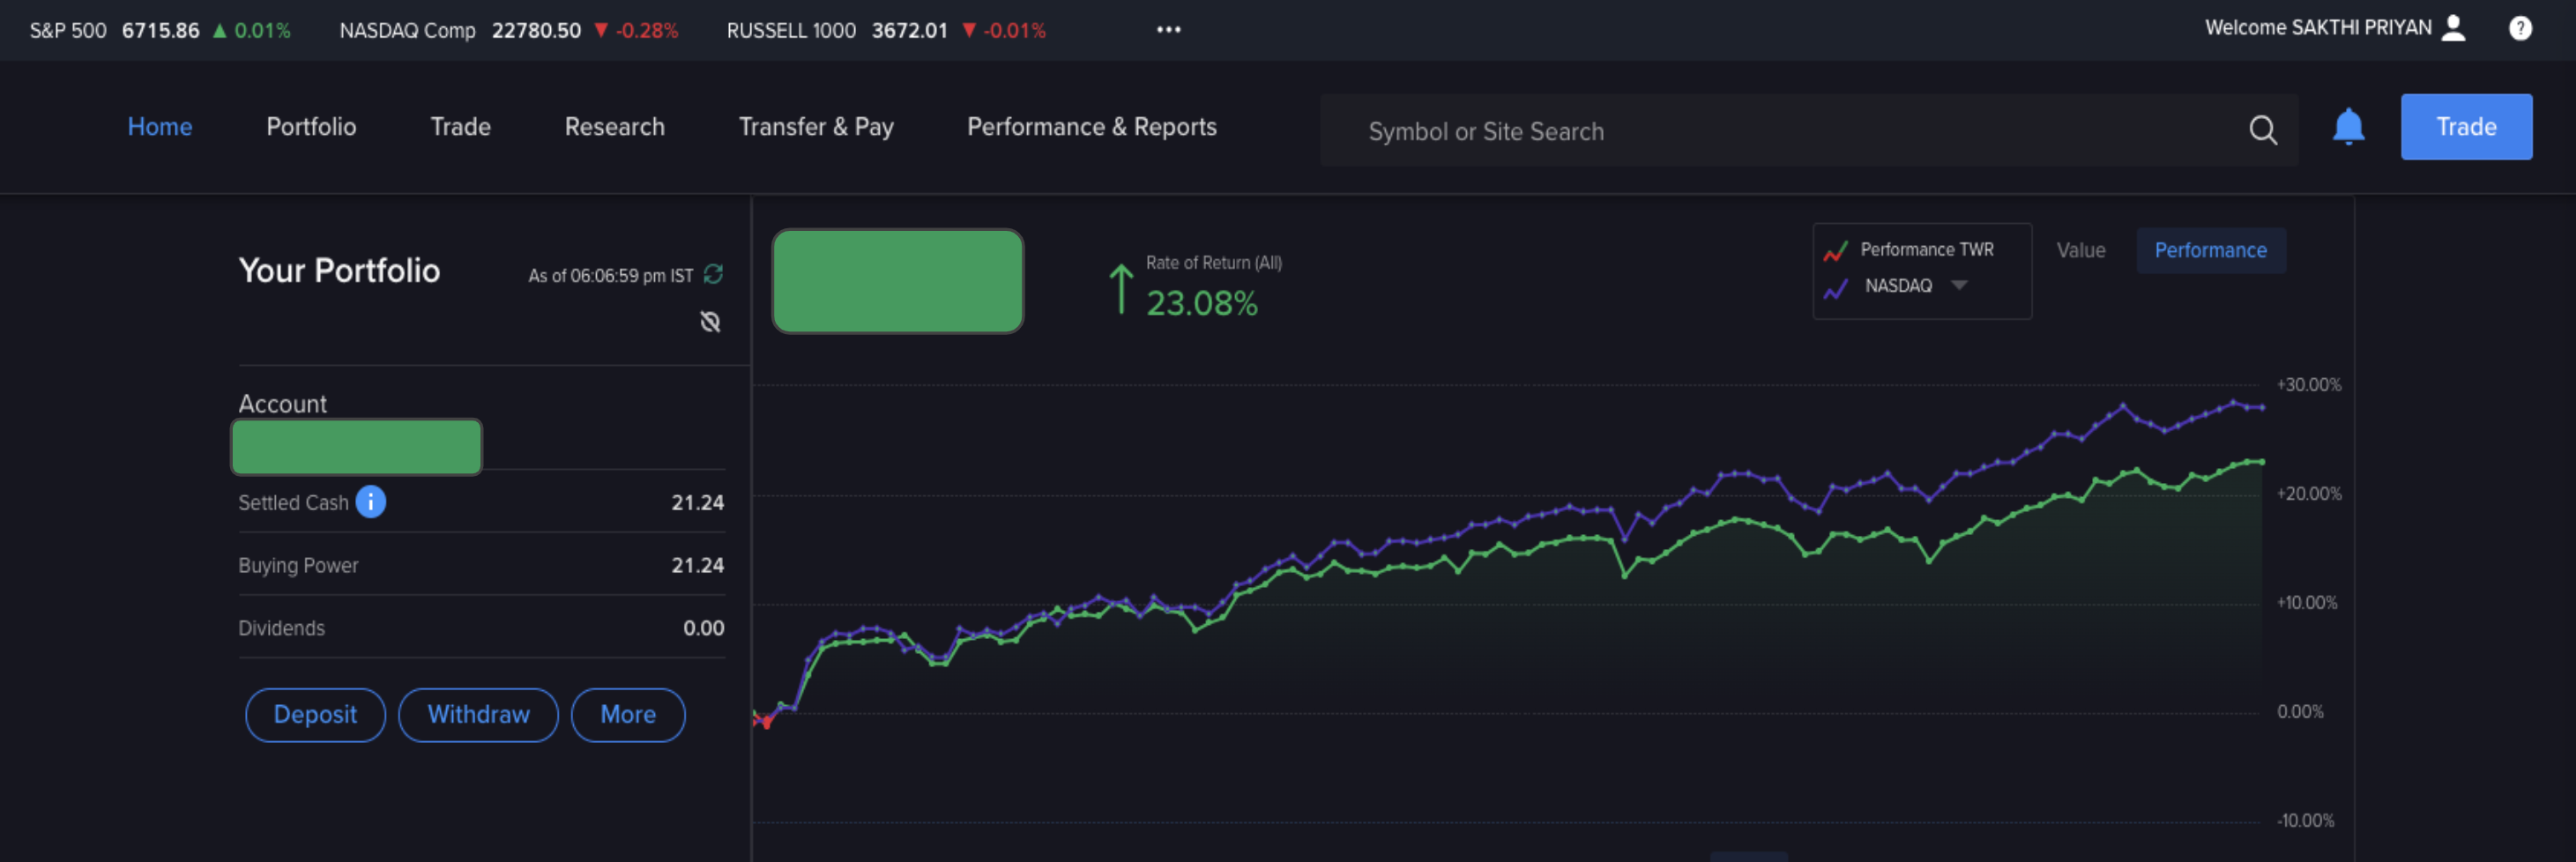 S&P 500 6715.86 ▲ 0.01% NASDAQ Comp 22780.50 ▼ -0.28% RUSSELL 1000 3672.01 ▼ -0.01% ••• Welcome SAKTHI PRIYAN ?
Home Portfolio Trade Research Transfer & Pay Performance & Reports Symbol or Site Search Trade
Your Portfolio As of 06:06:59 pm IST
Account
Settled Cash i 21.24
Buying Power 21.24
Dividends 0.00
Deposit Withdraw More
Rate of Return (All)
23.08%
Performance TWR
NASDAQ
Value Performance
+30.00%
+20.00%
+10.00%
0.00%
-10.00%